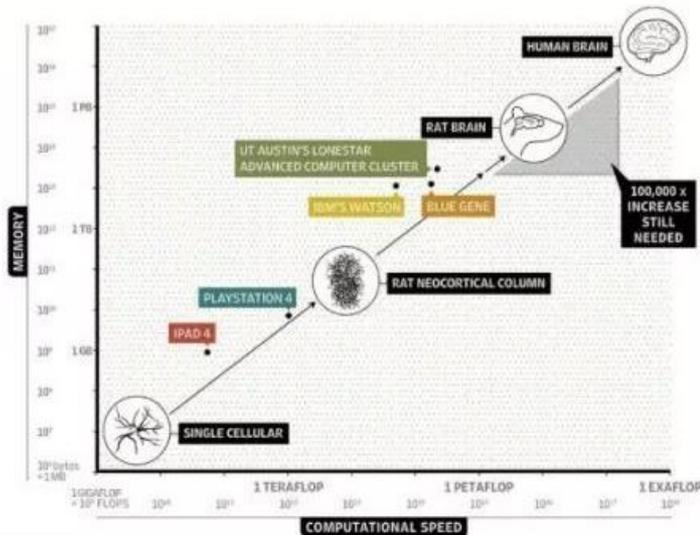 HUMAN BRAIN
1 PB
RAT BRAIN
UT AUSTIN'S LONESTAR
ADVANCED COMPUTER CLUSTER
IBM'S WATSON
BLUE GENE
100,000 x
INCREASE
STILL
NEEDED
1 TB
MEMORY
RAT NEOCORTICAL COLUMN
PLAYSTATION 4
IPAD 4
1 GB
SINGLE CELLULAR
1 GIGAFLOF
1 TERAFLOP
1 PETAFLOP
1 EXAFLOP
COMPUTATIONAL SPEED